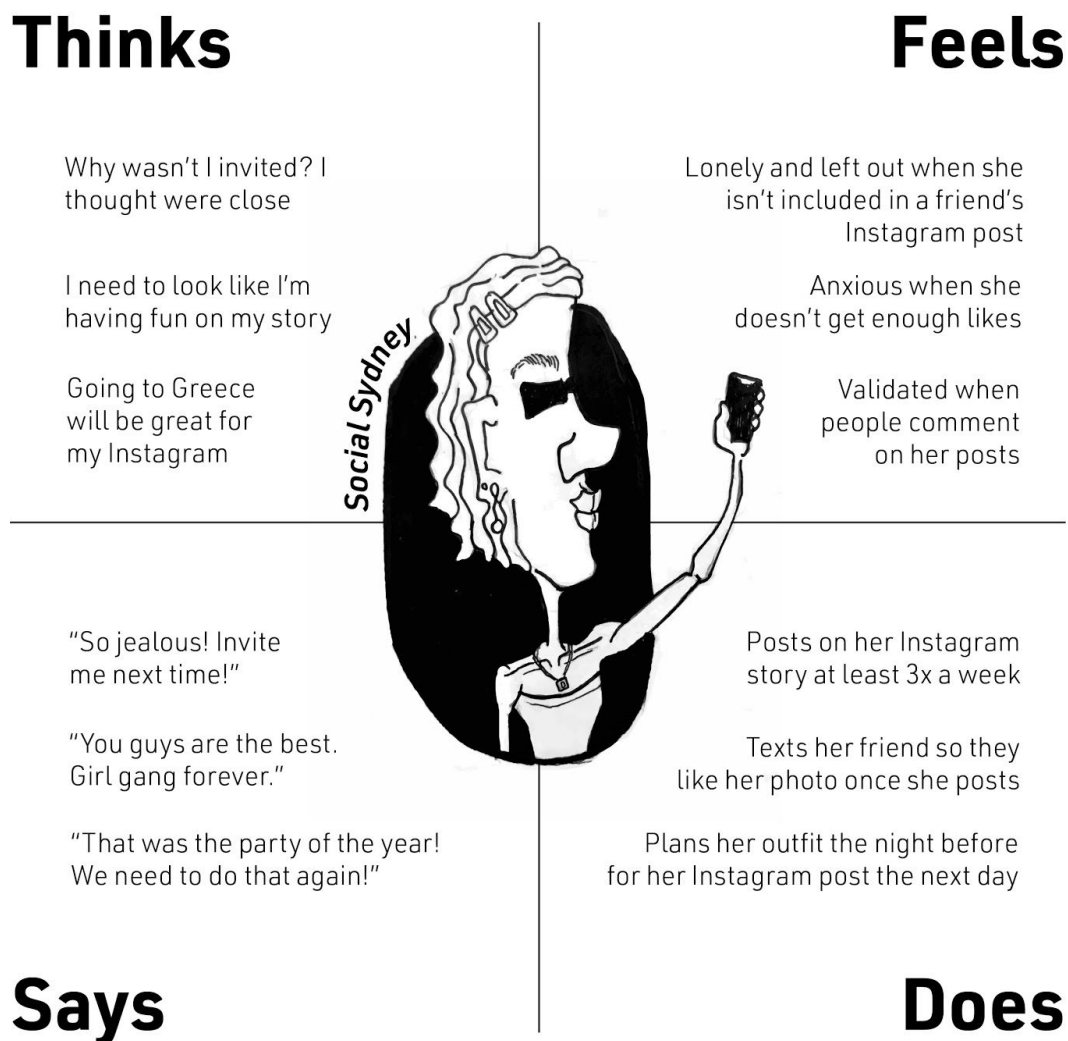 Thinks
Feels
Why wasn't I invited? I
thought were close
I need to look like I'm
having fun on my story
Going to Greece
will be great for
my Instagram
Lonely and left out when she
isn't included in a friend's
Instagram post
Anxious when she
doesn't get enough likes
Validated when
people comment
on her posts
Social Sydney
"So jealous! Invite
me next time!"
"You guys are the best.
Girl gang forever."
"That was the party of the year!
We need to do that again!"
Posts on her Instagram
story at least 3x a week
Texts her friend so they
like her photo once she posts
Plans her outfit the night before
for her Instagram post the next day
Says
Does